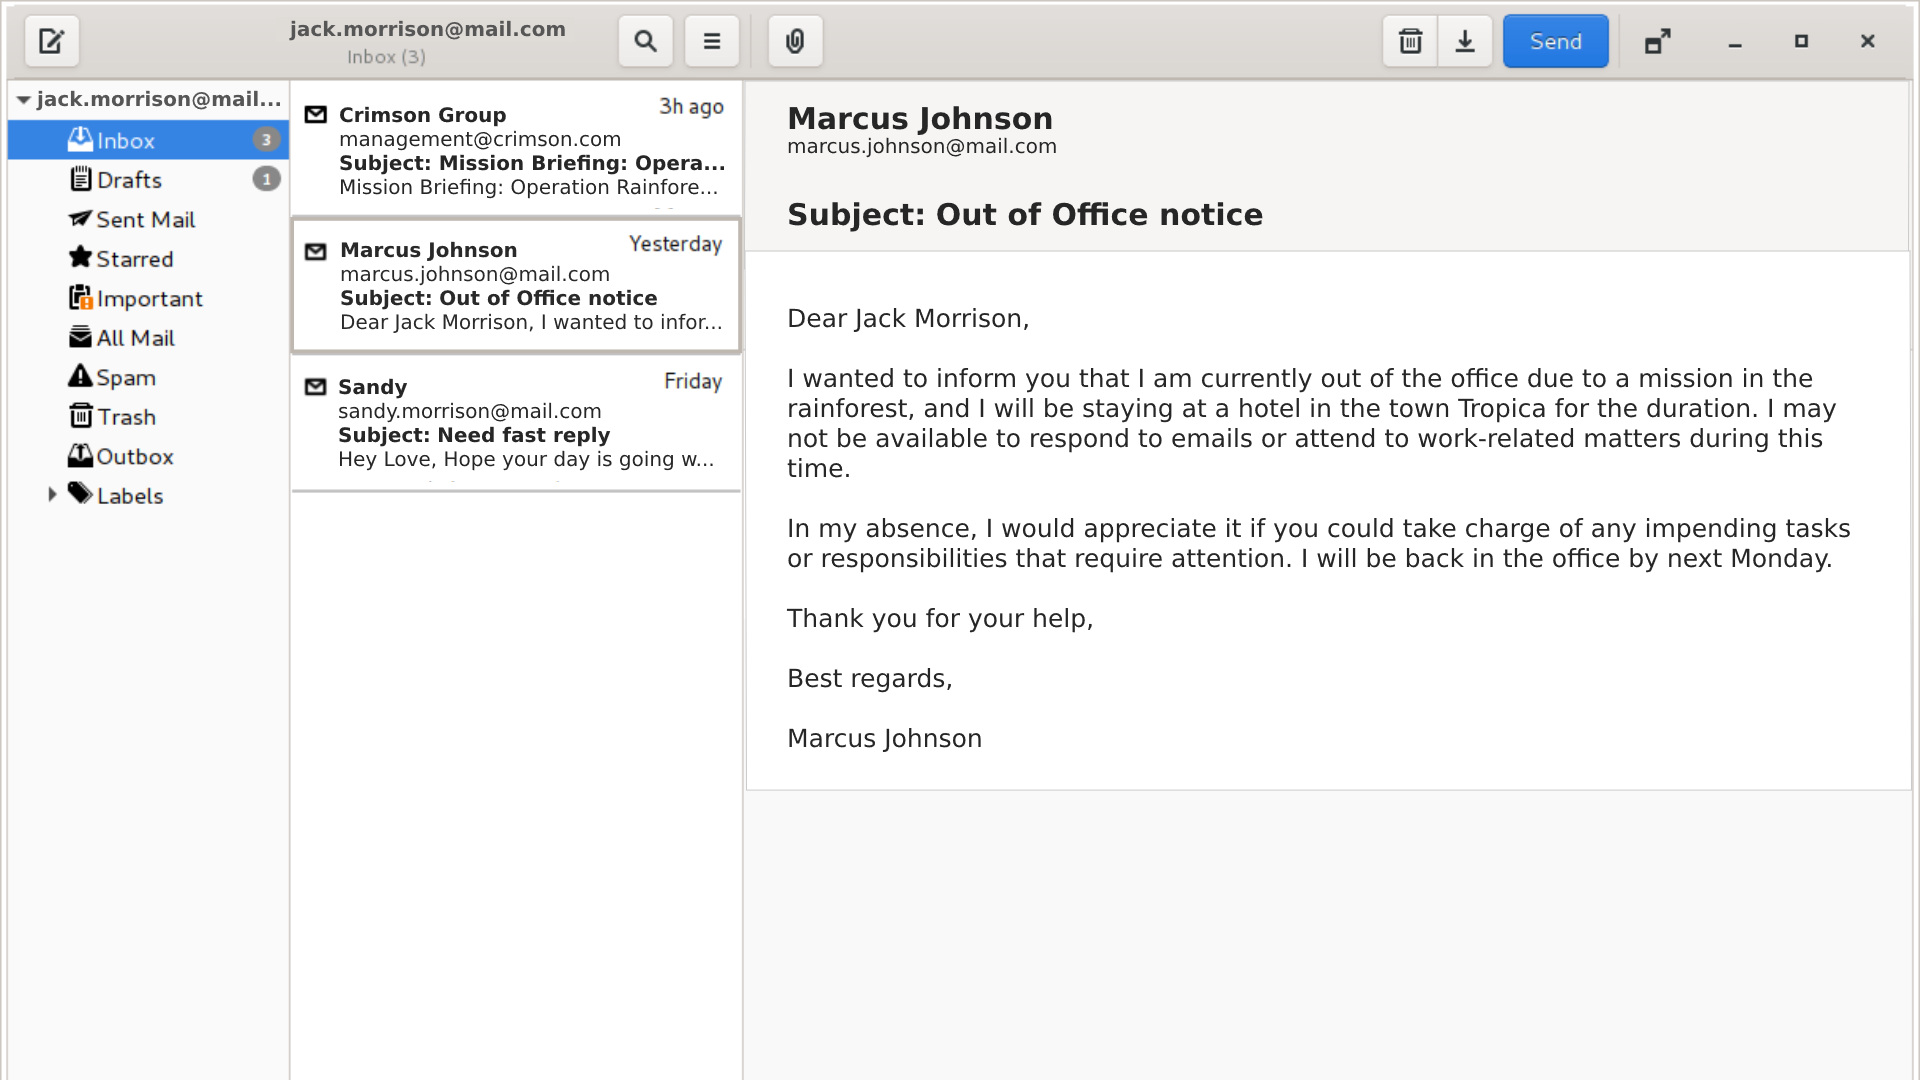 jack.morrison@mail.com
Inbox (3)
Send
jack.morrison@mail...
Inbox 3
Drafts 1
Sent Mail
Starred
Important
All Mail
Spam
Trash
Outbox
Labels
Crimson Group 3h ago
management@crimson.com
Subject: Mission Briefing: Opera...
Mission Briefing: Operation Rainfore...
Marcus Johnson Yesterday
marcus.johnson@mail.com
Subject: Out of Office notice
Dear Jack Morrison, I wanted to infor...
Sandy Friday
sandy.morrison@mail.com
Subject: Need fast reply
Hey Love, Hope your day is going w...
Marcus Johnson
marcus.johnson@mail.com
Subject: Out of Office notice
Dear Jack Morrison,
I wanted to inform you that I am currently out of the office due to a mission in the
rainforest, and I will be staying at a hotel in the town Tropica for the duration. I may
not be available to respond to emails or attend to work-related matters during this
time.
In my absence, I would appreciate it if you could take charge of any impending tasks
or responsibilities that require attention. I will be back in the office by next Monday.
Thank you for your help,
Best regards,
Marcus Johnson